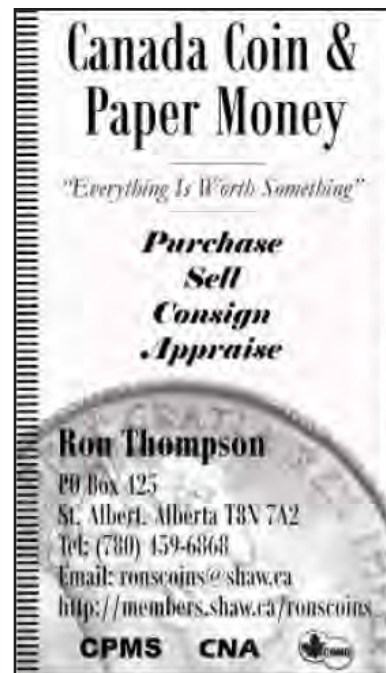 Canada Coin &
Paper Money
"Everything Is Worth Something"
Purchase
Sell
Consign
Appraise
Ron Thompson
PO Box 425
St. Albert, Alberta T8N 7A2
Tel: (780) 459-6868
Email: ronscoins@shaw.ca
http://members.shaw.ca/ronscoins
CPMS CNA